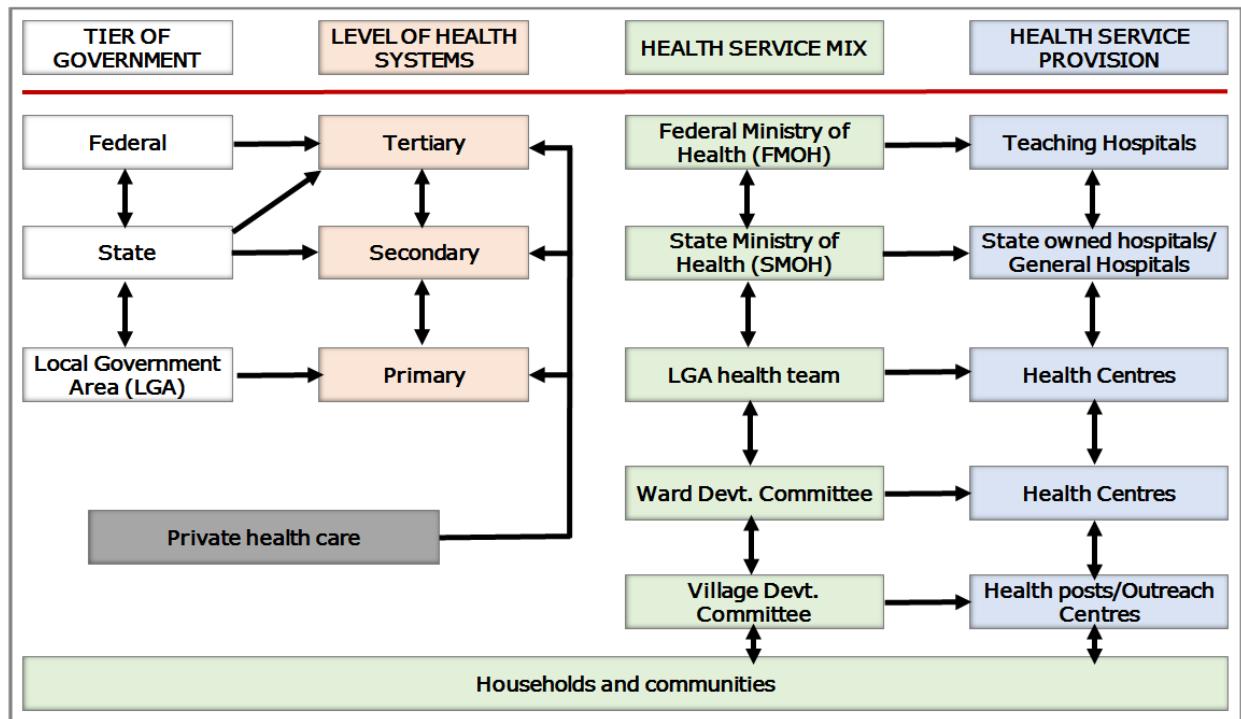 TIER OF
GOVERNMENT
LEVEL OF HEALTH
SYSTEMS
HEALTH SERVICE MIX
HEALTH SERVICE
PROVISION
Federal
Tertiary
Federal Ministry of
Health (FMOH)
Teaching Hospitals
State
Secondary
State Ministry of
Health (SMOH)
State owned hospitals/
General Hospitals
Local Government
Area (LGA)
Primary
LGA health team
Health Centres
Ward Devt. Committee
Health Centres
Private health care
Village Devt.
Committee
Health posts/Outreach
Centres
Households and communities